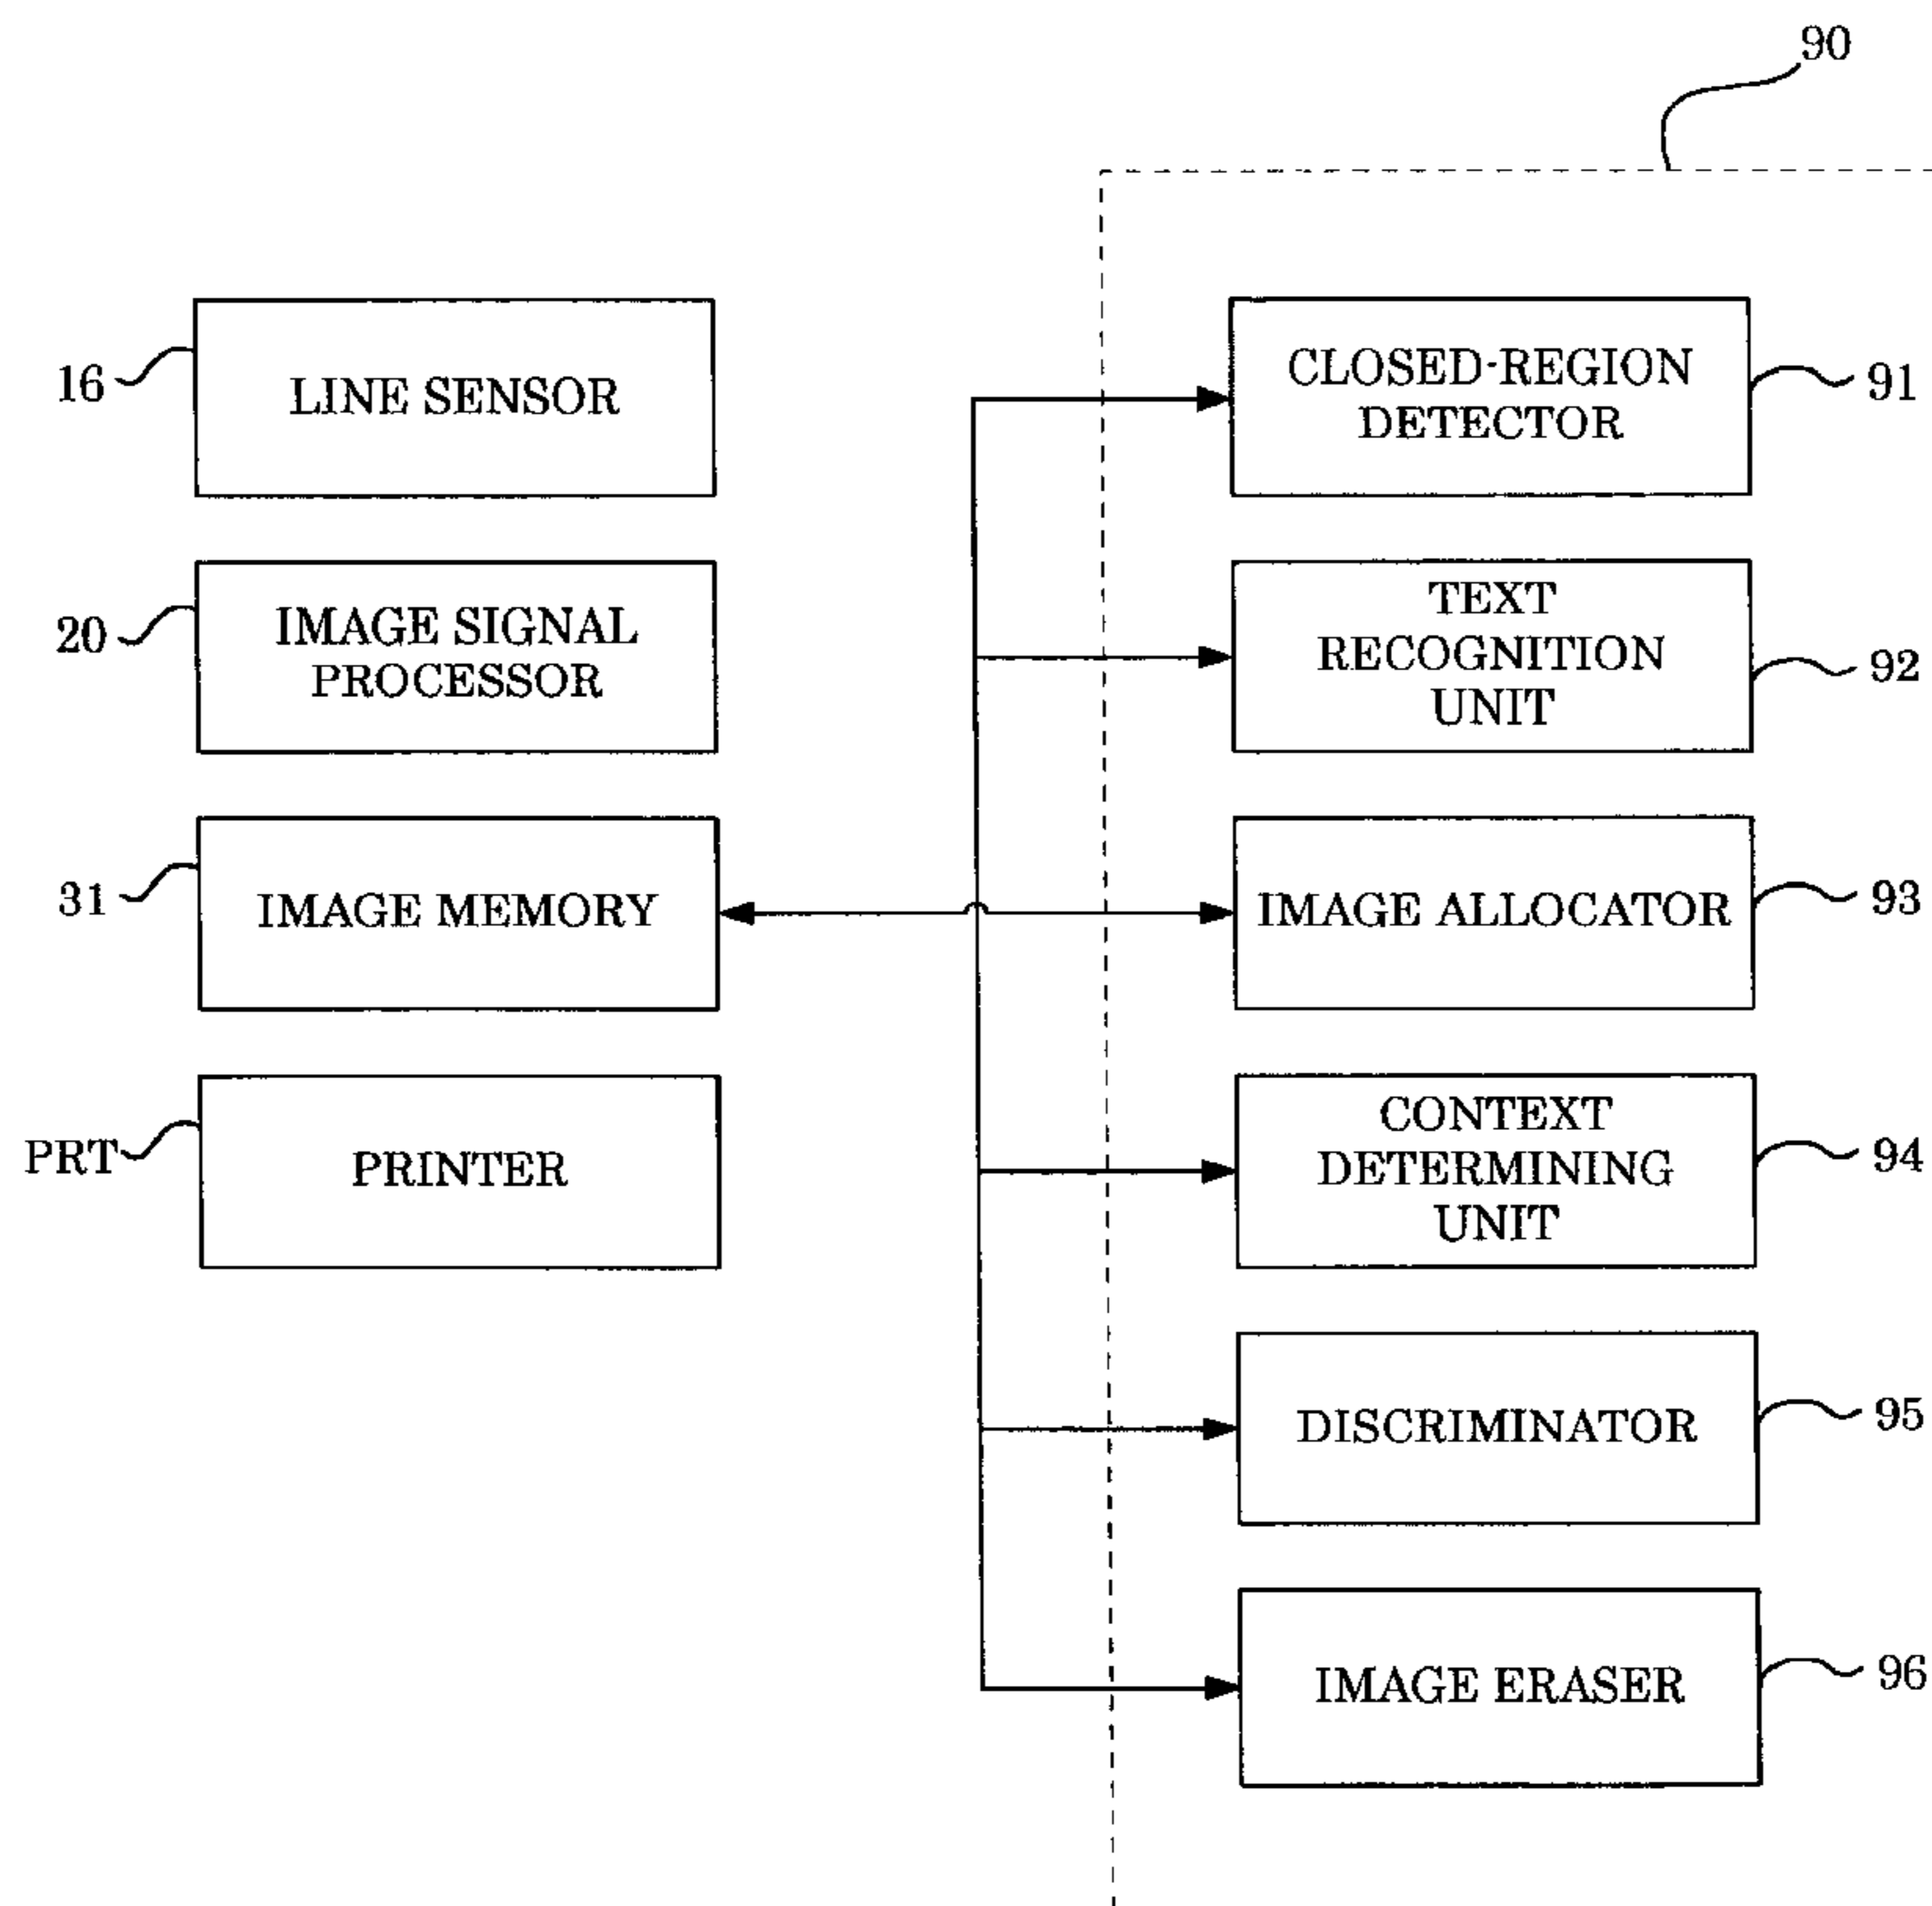 90
16
LINE SENSOR
CLOSED-REGION
DETECTOR
91
20
IMAGE SIGNAL
PROCESSOR
TEXT
RECOGNITION
UNIT
92
31
IMAGE MEMORY
IMAGE ALLOCATOR
93
PRT
PRINTER
CONTEXT
DETERMINING
UNIT
94
DISCRIMINATOR
95
IMAGE ERASER
96